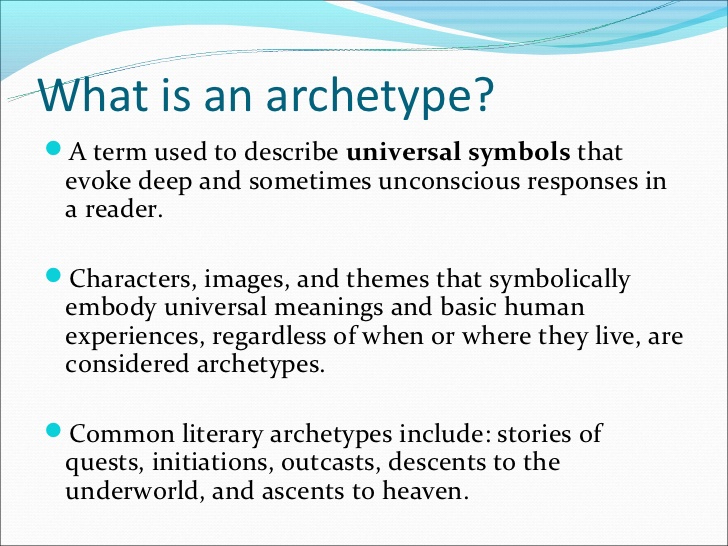 What is an archetype?
A term used to describe universal symbols that
evoke deep and sometimes unconscious responses in
a reader.
Characters, images, and themes that symbolically
embody universal meanings and basic human
experiences, regardless of when or where they live, are
considered archetypes.
Common literary archetypes include: stories of
quests, initiations, outcasts, descents to the
underworld, and ascents to heaven.